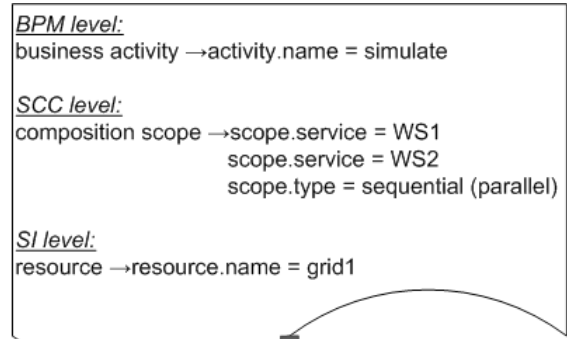 BPM level:
business activity →activity.name = simulate
SCC level:
composition scope →scope.service = WS1
scope.service = WS2
scope.type = sequential (parallel)
SI level:
resource →resource.name = grid1